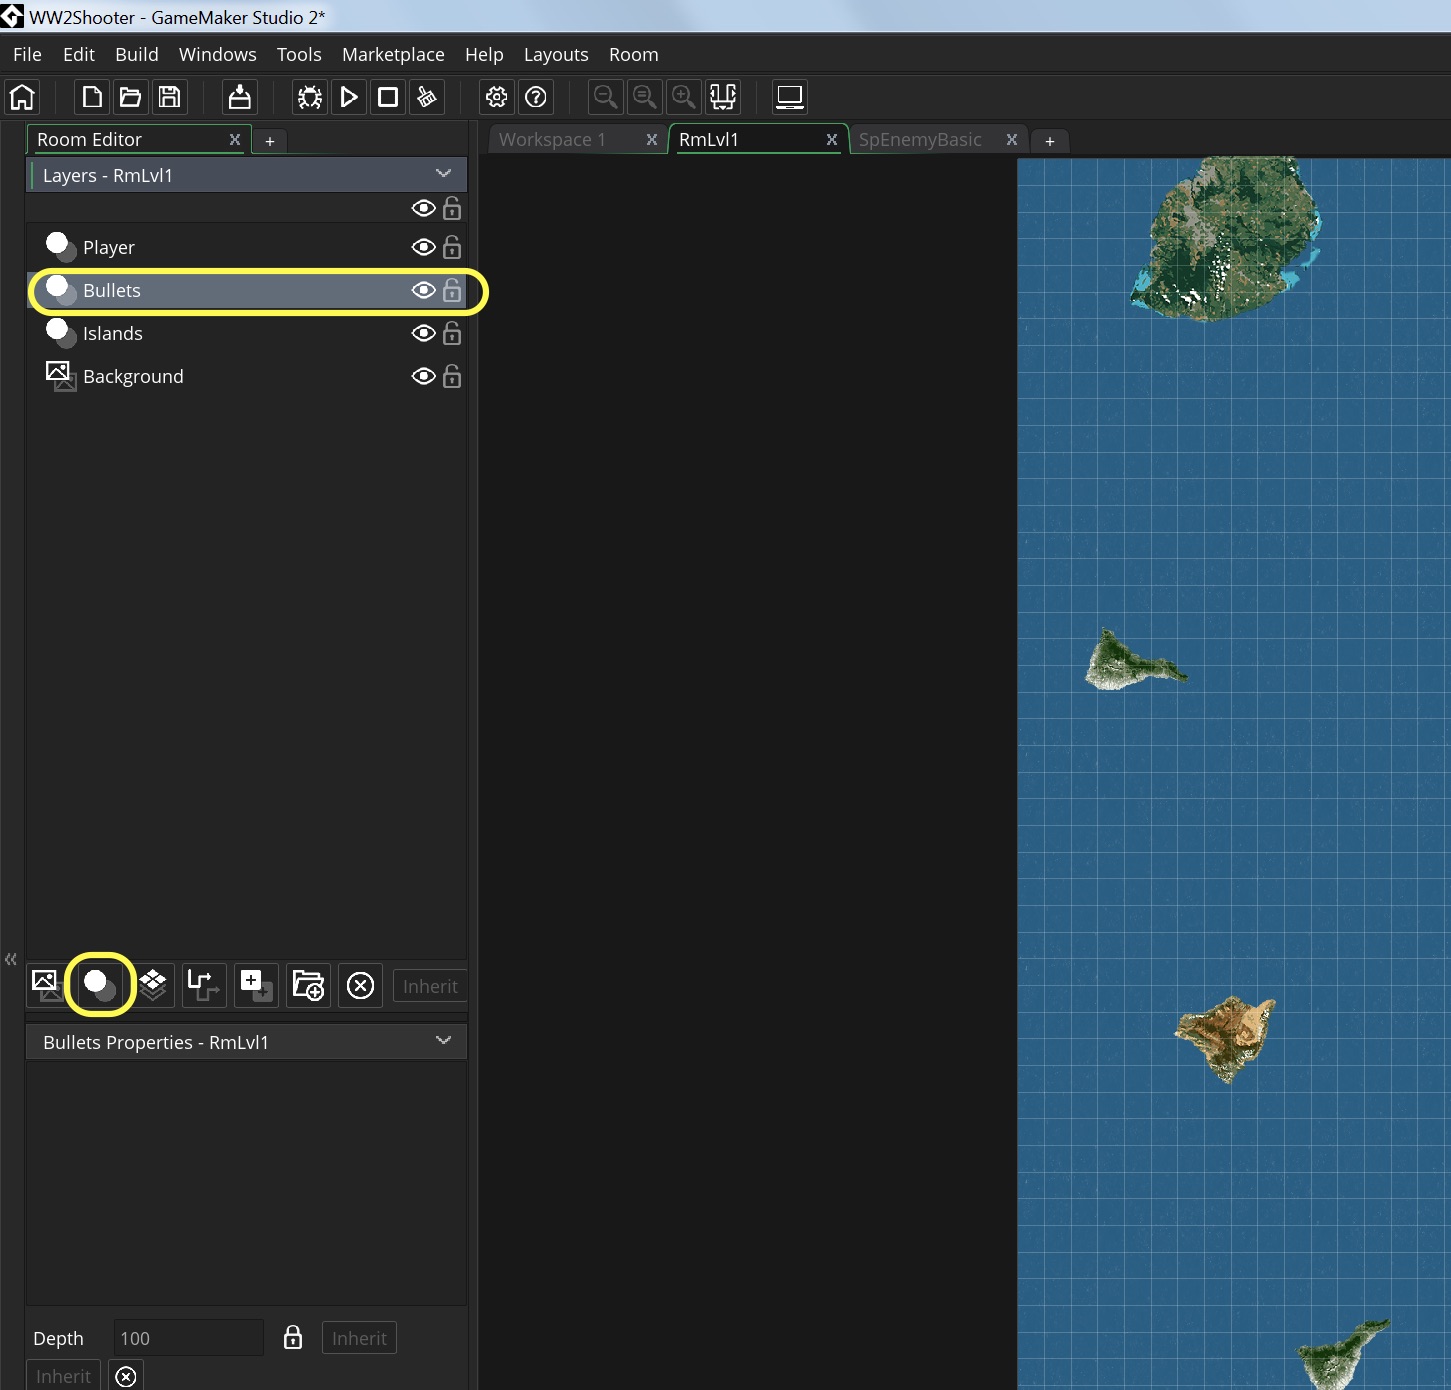 WW2Shooter - GameMaker Studio 2*
File Edit Build Windows Tools Marketplace Help Layouts Room
Room Editor X + Workspace 1 X RmLvl1 X SpEnemyBasic X +
Layers - RmLvl1
Player
Bullets
Islands
Background
Inherit
Bullets Properties - RmLvl1
Depth 100 Inherit
Inherit